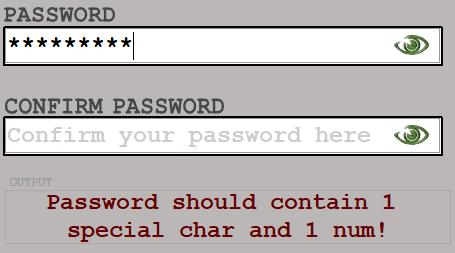 PASSWORD
*********
CONFIRM PASSWORD
Confirm your password here
OUTPUT
Password should contain 1
special char and 1 num!